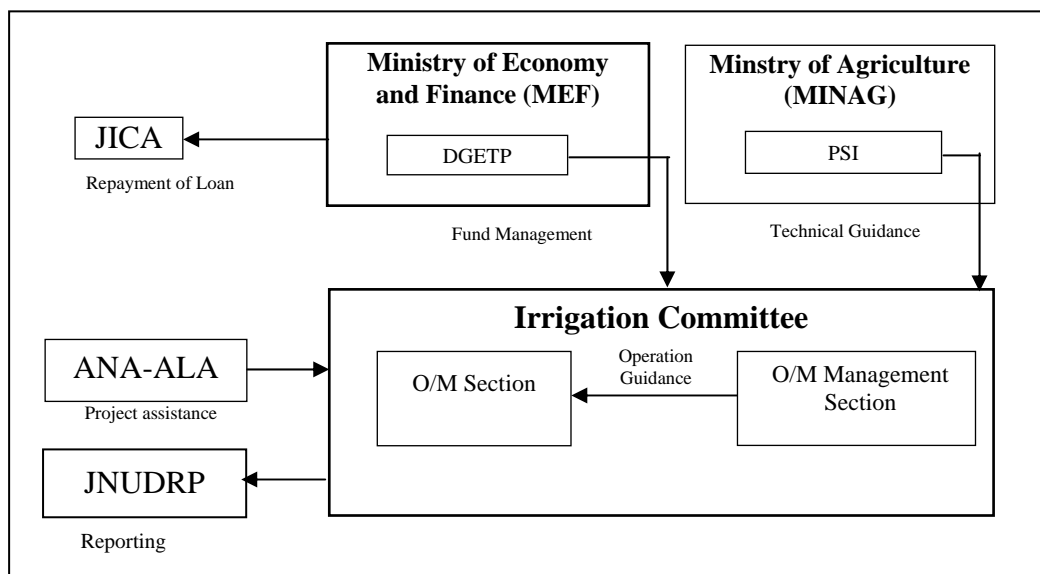 Ministry of Economy
and Finance (MEF)
DGETP
Minstry of Agriculture
(MINAG)
PSI
JICA
Repayment of Loan
Fund Management
Technical Guidance
Irrigation Committee
ANA-ALA
Project assistance
O/M Section
Operation
Guidance
O/M Management
Section
JNUDRP
Reporting